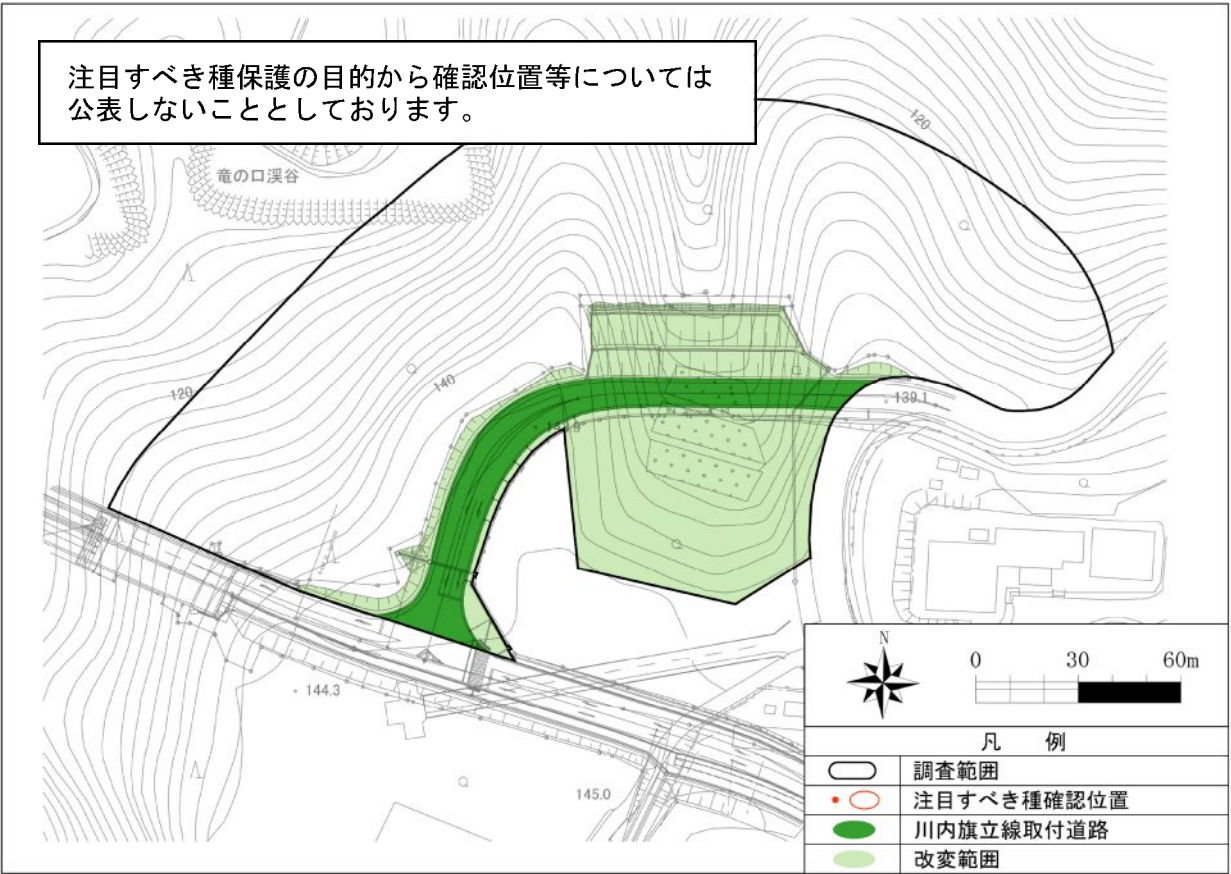 注目すべき種保護の目的から確認位置等については
公表しないこととしております。
竜の口渓谷
120
120
140
139.1
144.3
145.0
N
0 30 60m
凡 例
調査範囲
注目すべき種確認位置
川内旗立線取付道路
改変範囲